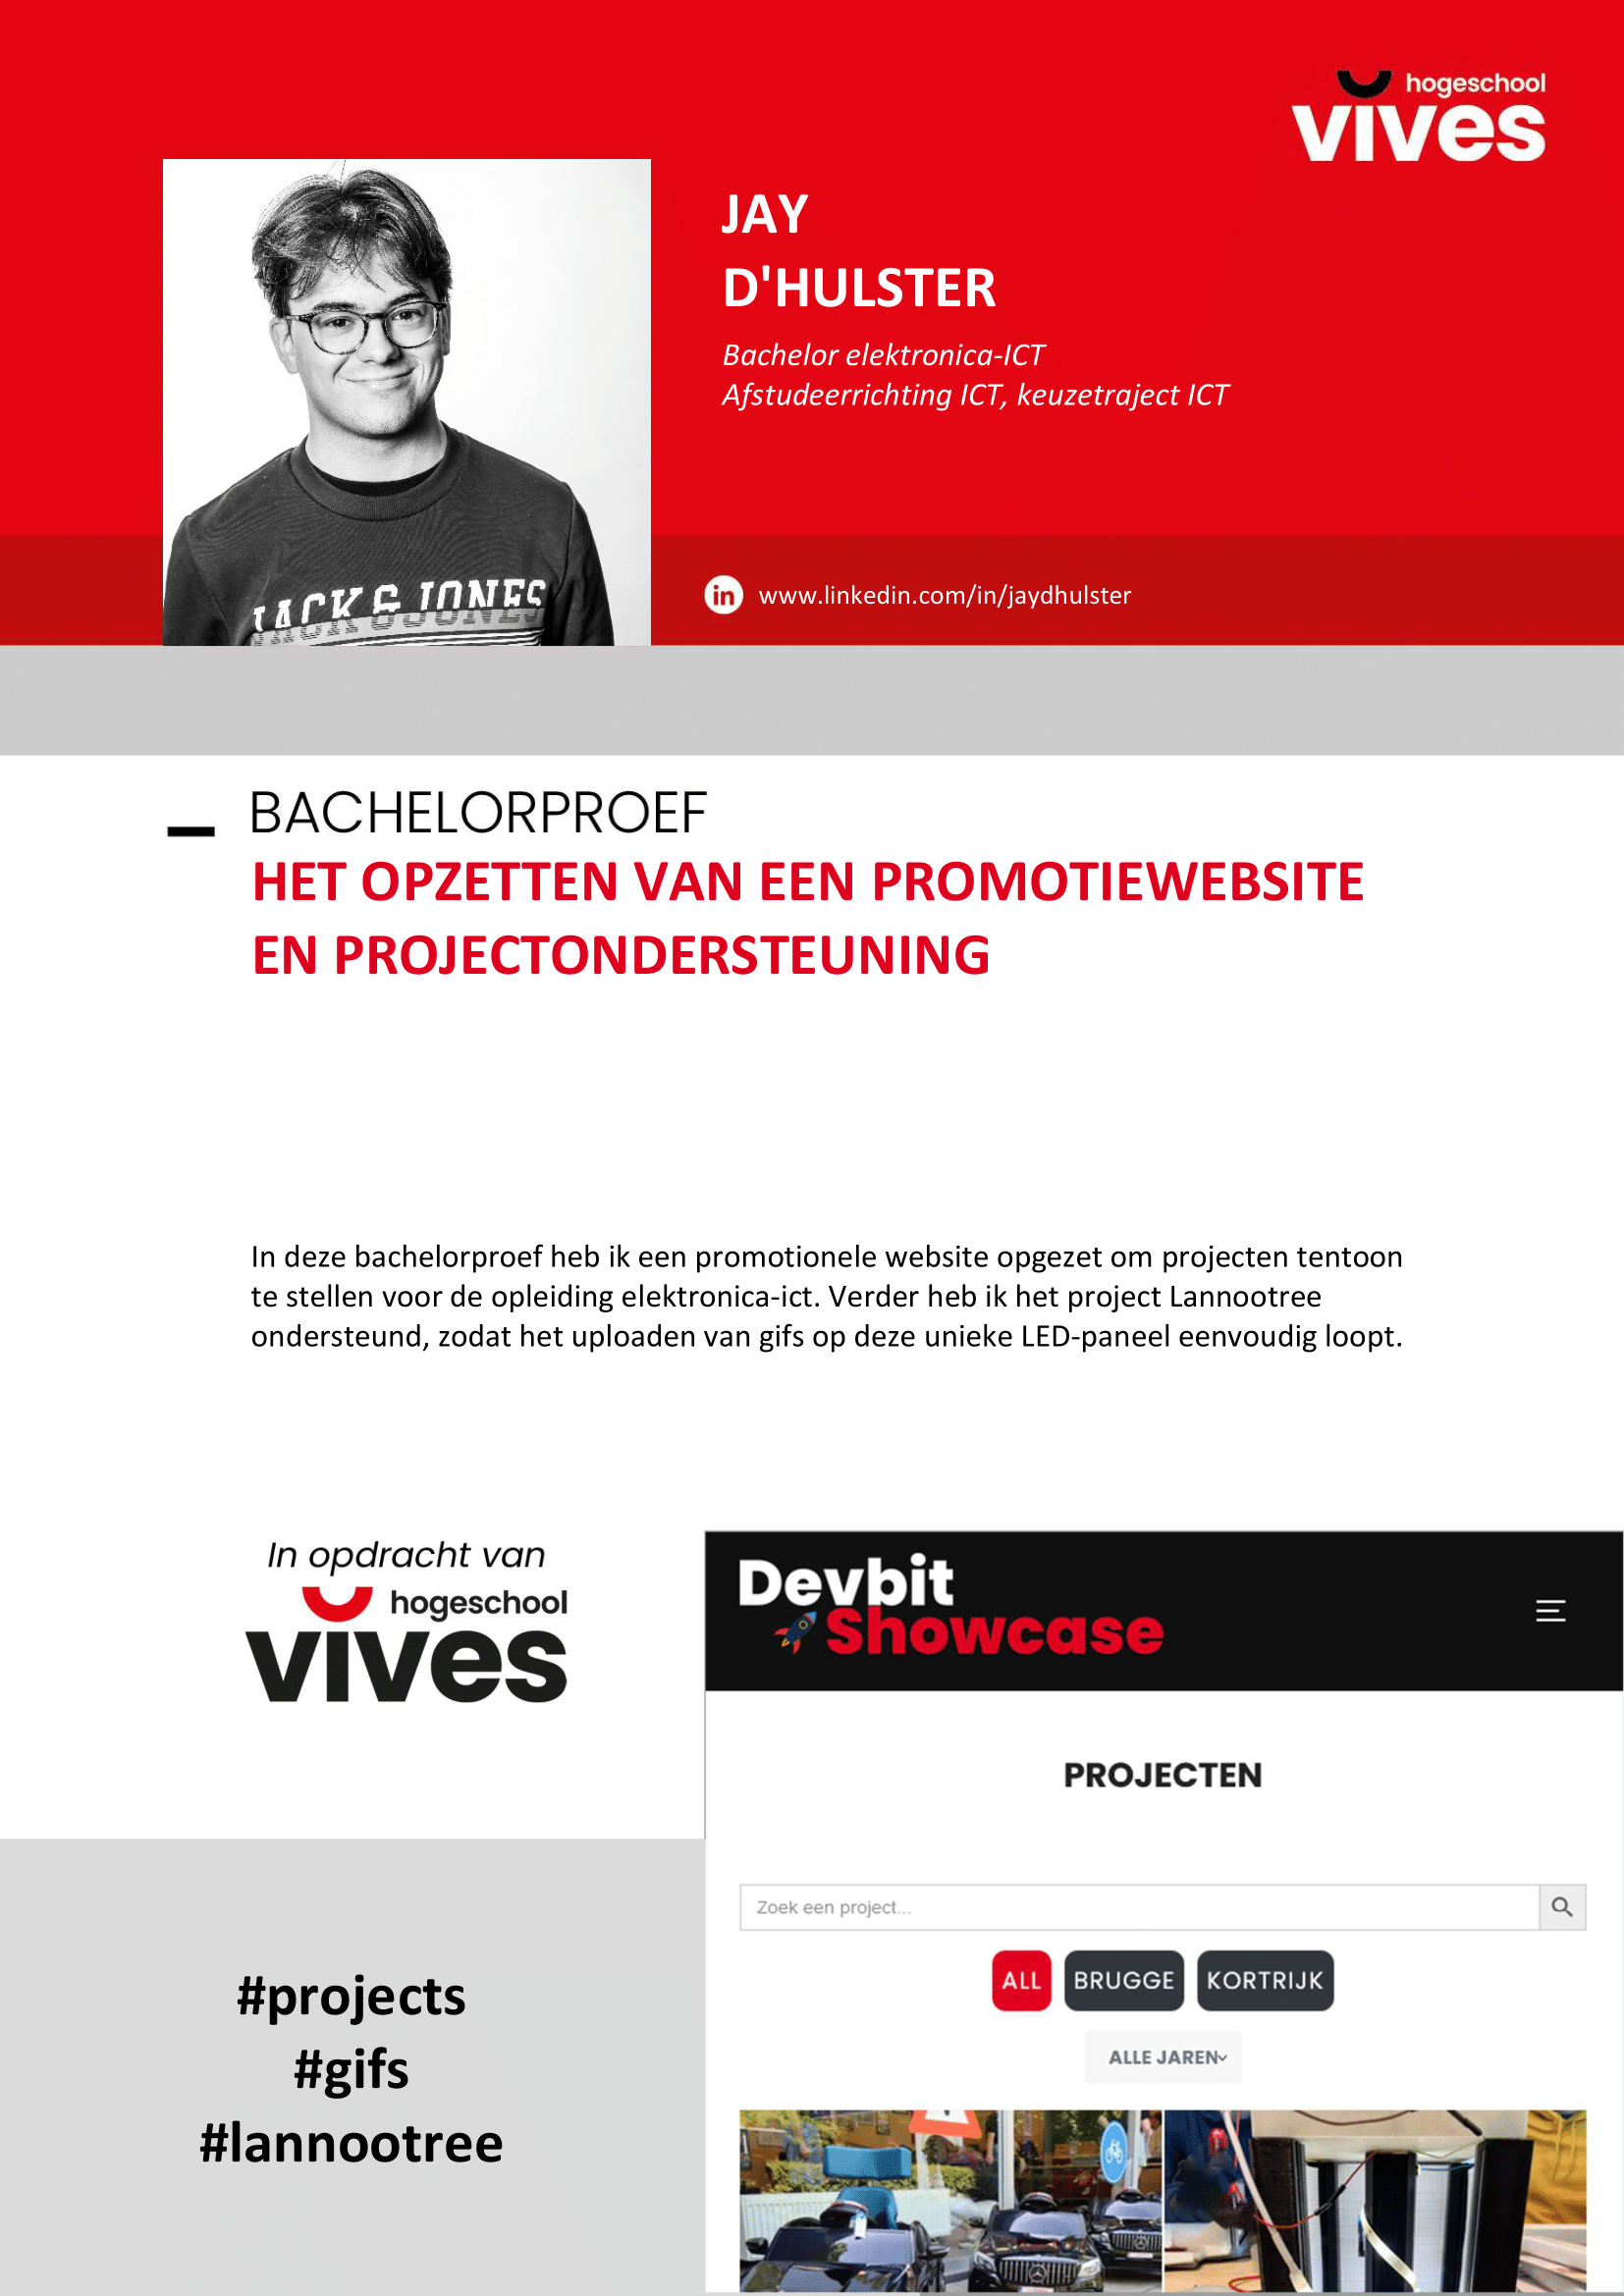 hogeschool
vives
JAY
D'HULSTER
Bachelor elektronica-ICT
Afstudeerrichting ICT, keuzetraject ICT
JACK & JONES
in www.linkedin.com/in/jaydhulster
BACHELORPROEF
HET OPZETTEN VAN EEN PROMOTIEWEBSITE
EN PROJECTONDERSTEUNING
In deze bachelorproef heb ik een promotionele website opgezet om projecten tentoon
te stellen voor de opleiding elektronica-ict. Verder heb ik het project Lannootree
ondersteund, zodat het uploaden van gifs op deze unieke LED-paneel eenvoudig loopt.
In opdracht van
hogeschool
vives
#projects
#gifs
#lannootree
Devbit
Showcase
PROJECTEN
Zoek een project...
ALL BRUGGE KORTRIJK
ALLE JAREN